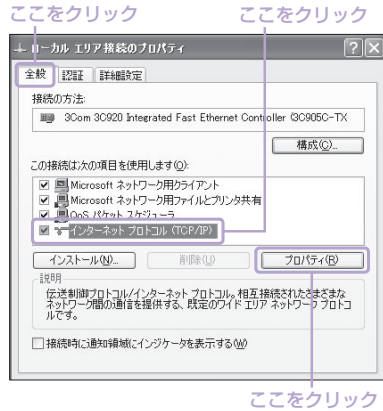 ここをクリック
ここをクリック
ローカル エリア接続のプロパティ
全般 認証 詳細設定
接続の方法:
3Com 3C920 Integrated Fast Ethernet Controller (3C905C-TX
構成(C)...
この接続は次の項目を使用します(O):
Microsoft ネットワーク用クライアント
Microsoft ネットワーク用ファイルとプリンタ共有
QoS パケット スケジューラ
インターネット プロトコル (TCP/IP)
インストール(N)... 削除(U) プロパティ(R)
説明
伝送制御プロトコル/インターネット プロトコル。相互接続されたさまざまな
ネットワーク間の通信を提供する、既定のワイド エリア ネットワーク プロトコ
ルです。
接続時に通知領域にインジケータを表示する(W)
ここをクリック